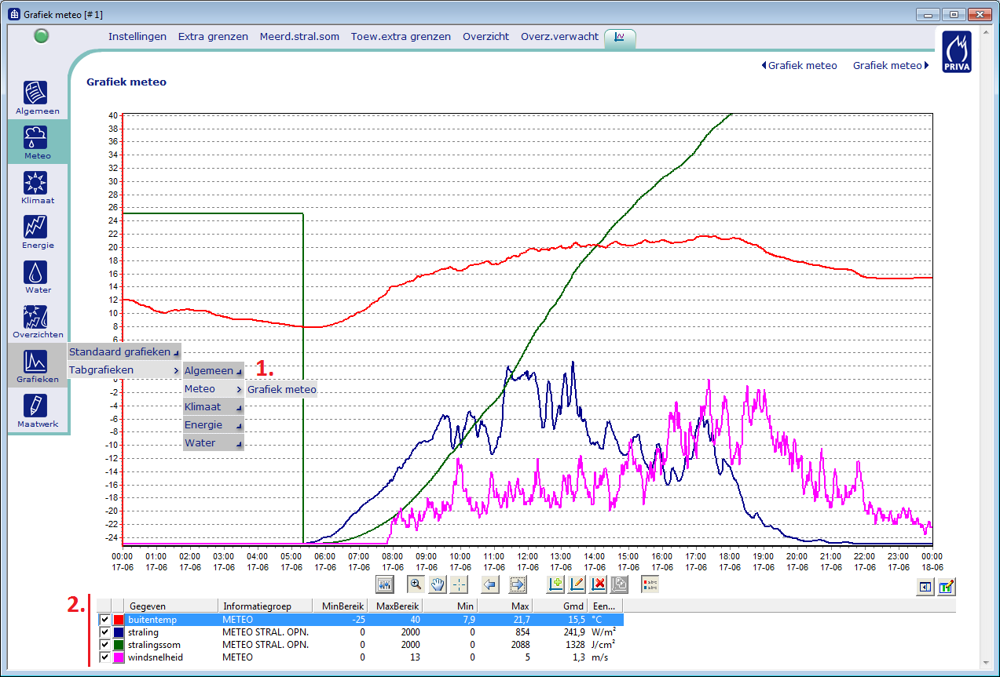 Grafiek meteo [#1]
Instellingen Extra grenzen Meerd.stral.som Toew.extra grenzen Overzicht Overz.verwacht
PRIVA
Grafiek meteo Grafiek meteo
Grafiek meteo
Algemeen
Meteo
Klimaat
Energie
Water
Overzichten
Grafieken
Maatwerk
40
38
36
34
32
30
28
26
24
22
20
18
16
14
12
10
8
6
0
-2
-4
-6
-8
-10
-12
-14
-16
-18
-20
-22
-24
Standaard grafieken
Tabgrafieken
Algemeen
Meteo
Klimaat
Energie
Water
1.
Grafiek meteo
00:00 01:00 02:00 03:00 04:00 05:00 06:00 07:00 08:00 09:00 10:00 11:00 12:00 13:00 14:00 15:00 16:00 17:00 18:00 19:00 20:00 21:00 22:00 23:00 00:00
17-06 17-06 17-06 17-06 17-06 17-06 17-06 17-06 17-06 17-06 17-06 17-06 17-06 17-06 17-06 17-06 17-06 17-06 17-06 17-06 17-06 17-06 17-06 17-06 18-06
abc
abc
2.
Gegeven Informatiegroep MinBereik MaxBereik Min Max Gmd Een...
buitentemp METEO -25 40 7,9 21,7 15,5 °C
straling METEO STRAL. OPN. 0 2000 0 854 241,9 W/m²
stralingssom METEO STRAL. OPN. 0 2000 0 2088 1328 J/cm²
windsnelheid METEO 0 13 0 5 1,3 m/s